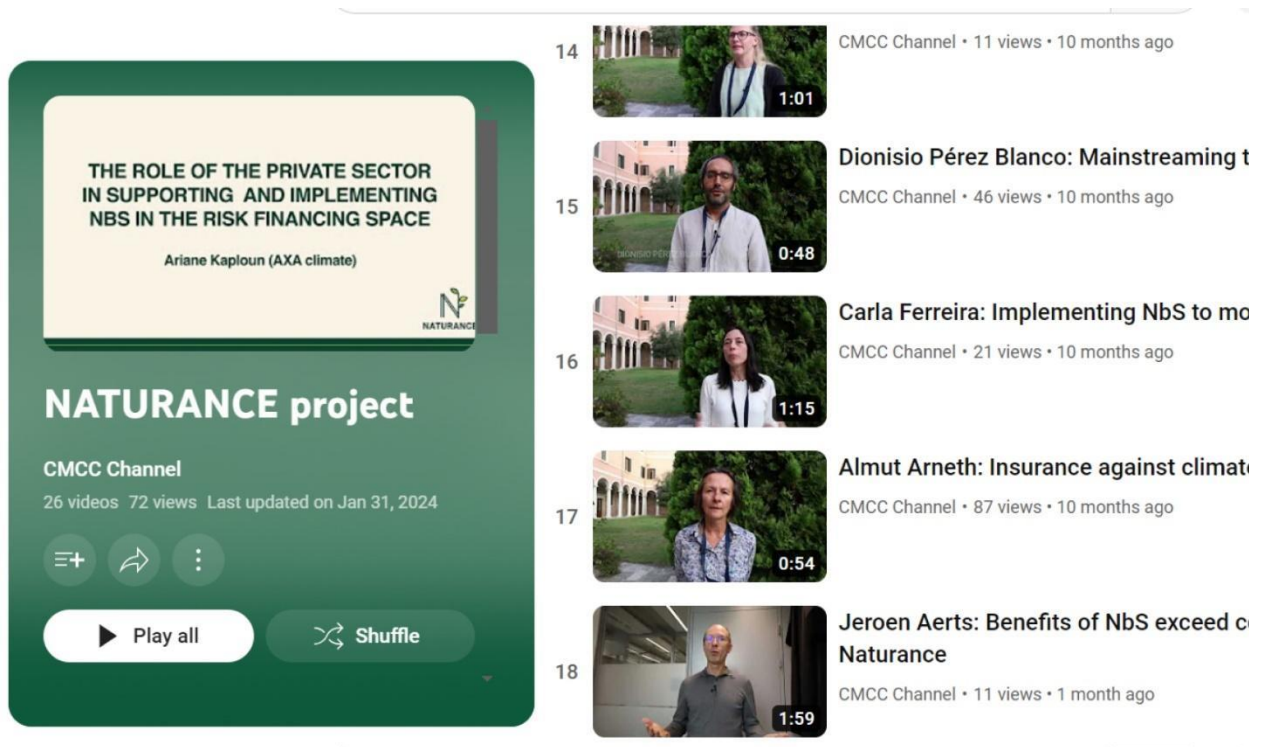 THE ROLE OF THE PRIVATE SECTOR
IN SUPPORTING AND IMPLEMENTING
NBS IN THE RISK FINANCING SPACE
Ariane Kaploun (AXA climate)
NATURANCE
NATURANCE project
CMCC Channel
26 videos 72 views Last updated on Jan 31, 2024
Play all
Shuffle
14
1:01
CMCC Channel • 11 views • 10 months ago
15
0:48
Dionisio Pérez Blanco: Mainstreaming t
CMCC Channel • 46 views • 10 months ago
16
1:15
Carla Ferreira: Implementing NbS to mo
CMCC Channel • 21 views • 10 months ago
17
0:54
Almut Arneth: Insurance against climate
CMCC Channel • 87 views • 10 months ago
18
1:59
Jeroen Aerts: Benefits of NbS exceed c
Naturance
CMCC Channel • 11 views • 1 month ago